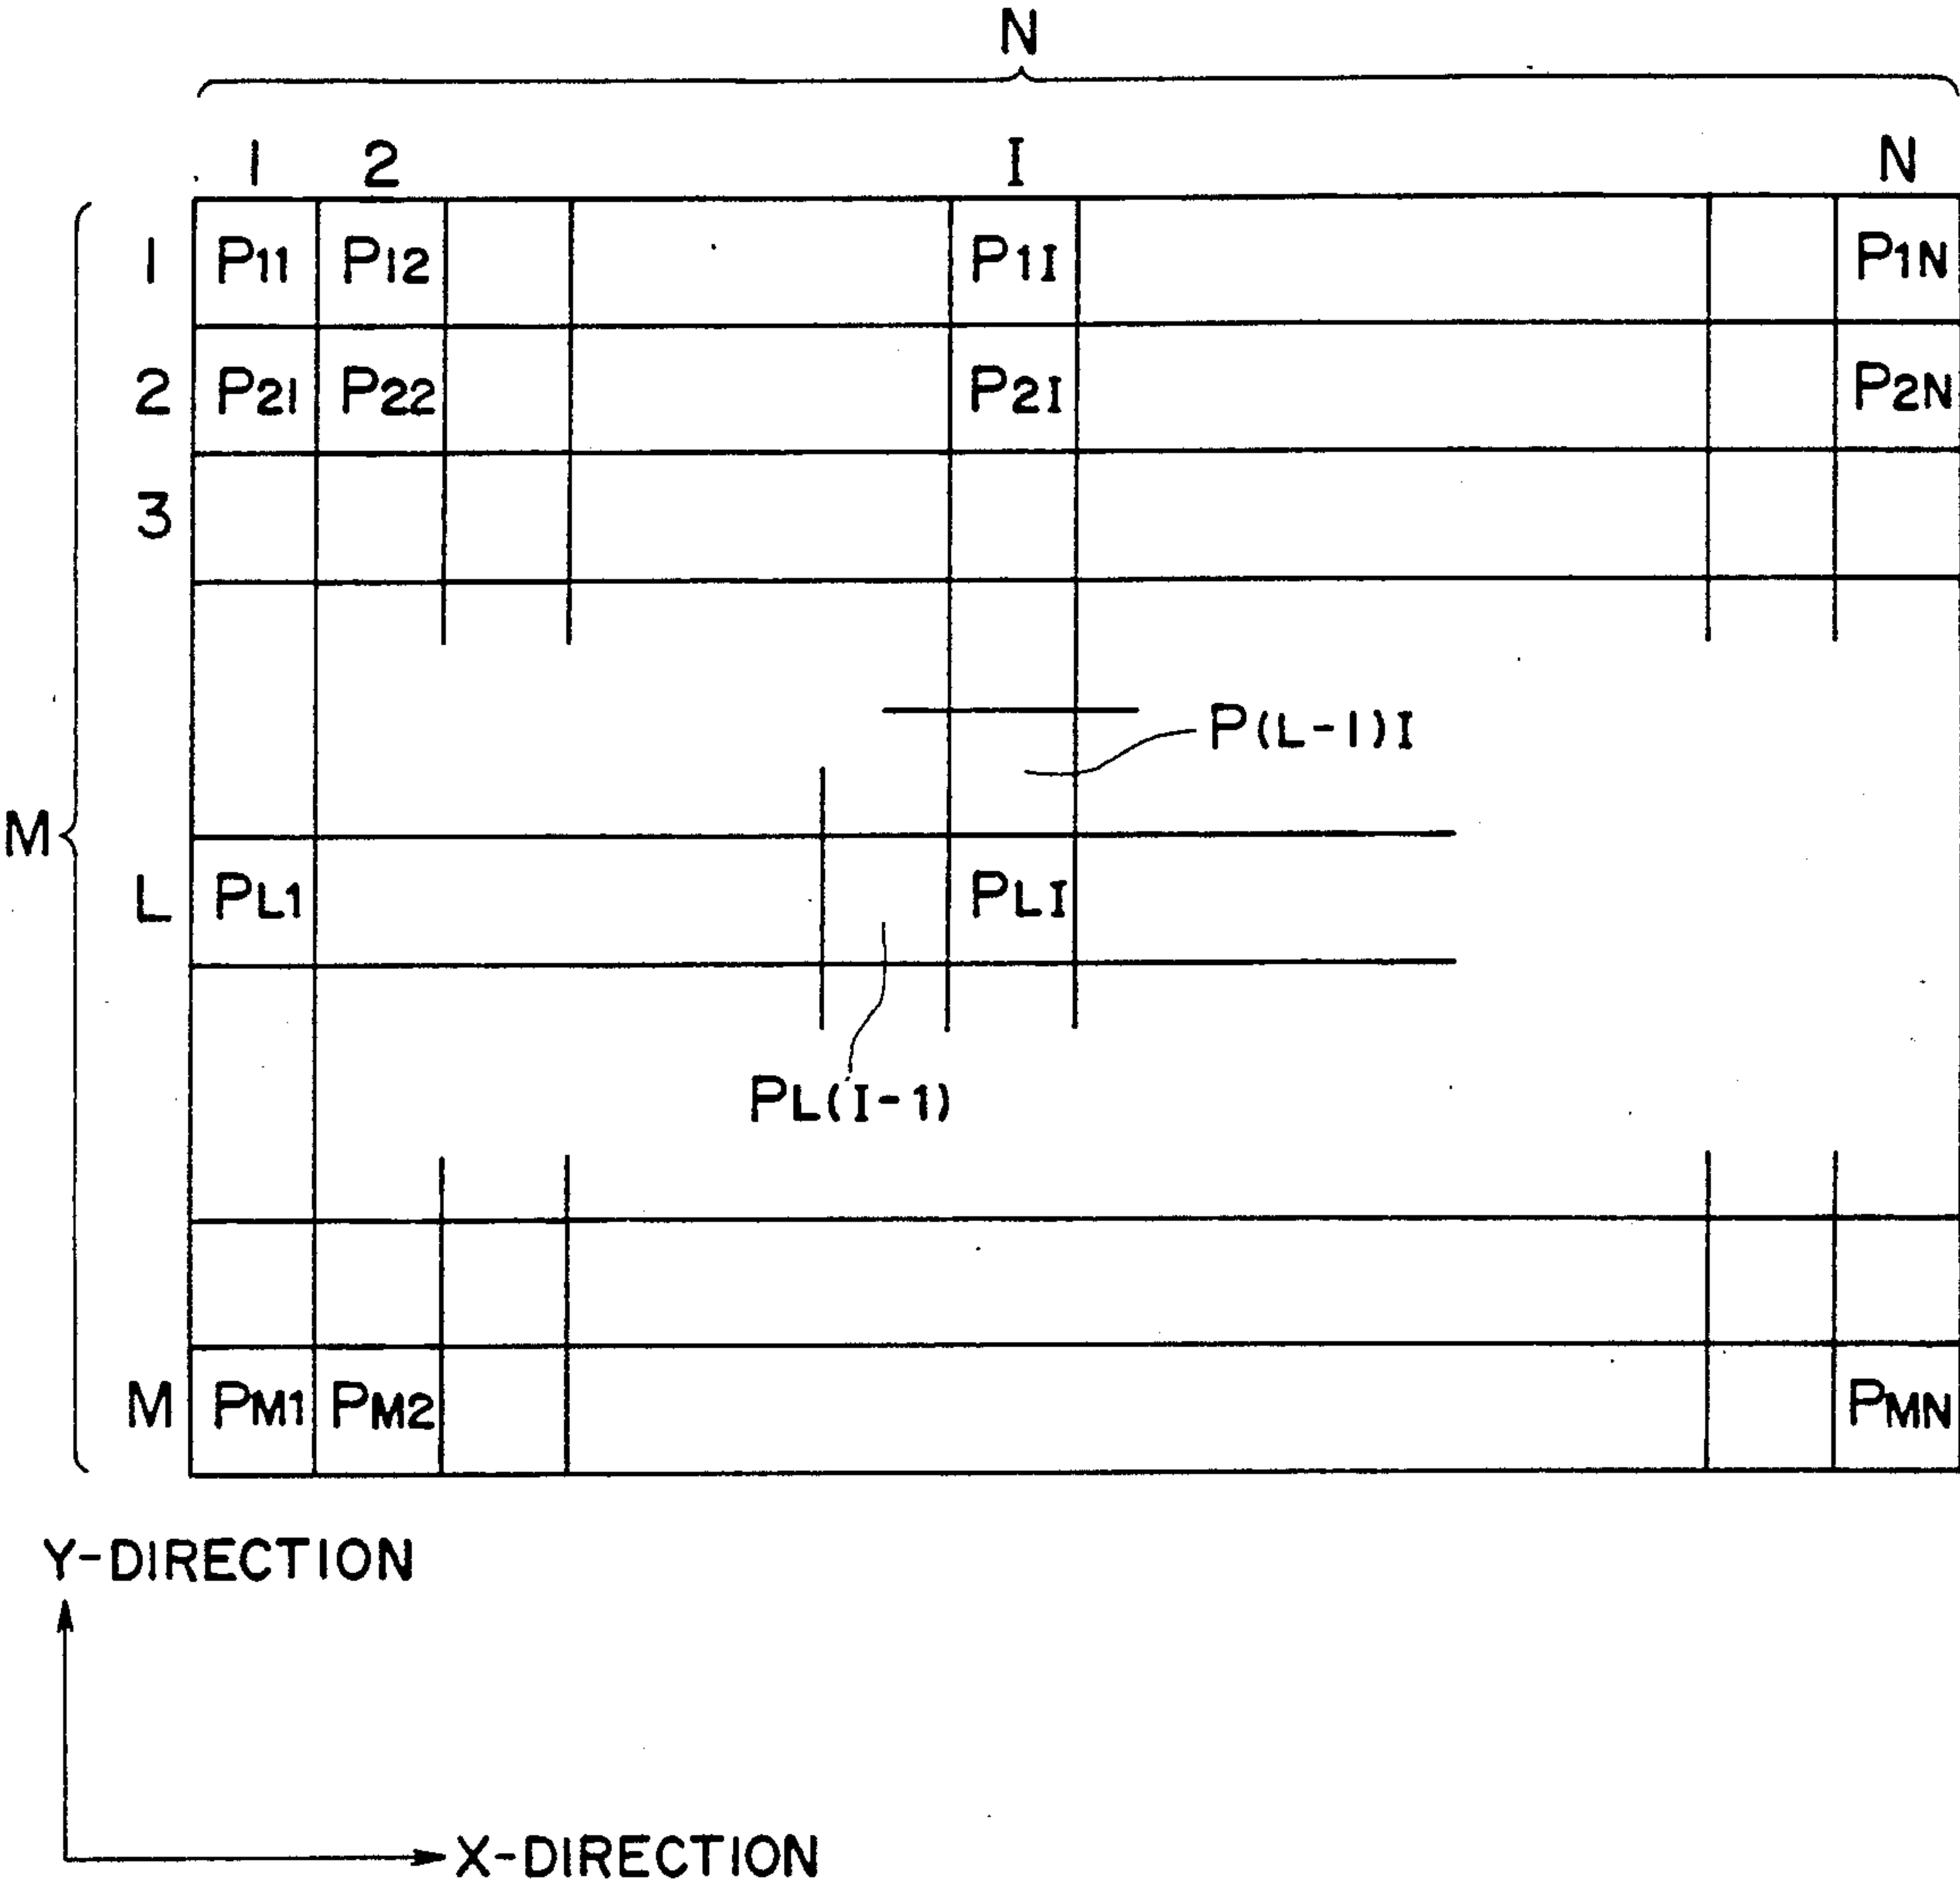 N
1 2 I N
1 P11 P12 P1I P1N
2 P21 P22 P2I P2N
3
P(L-1)I
M
L PL1 PLI
PL(I-1)
M PM1 PM2 PMN
Y-DIRECTION
X-DIRECTION